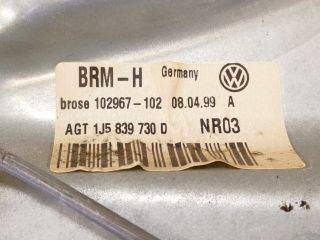 BRM-H Germany
brose 102967-102 08.04.99 A
AGT 1J5 839 730 D NR03